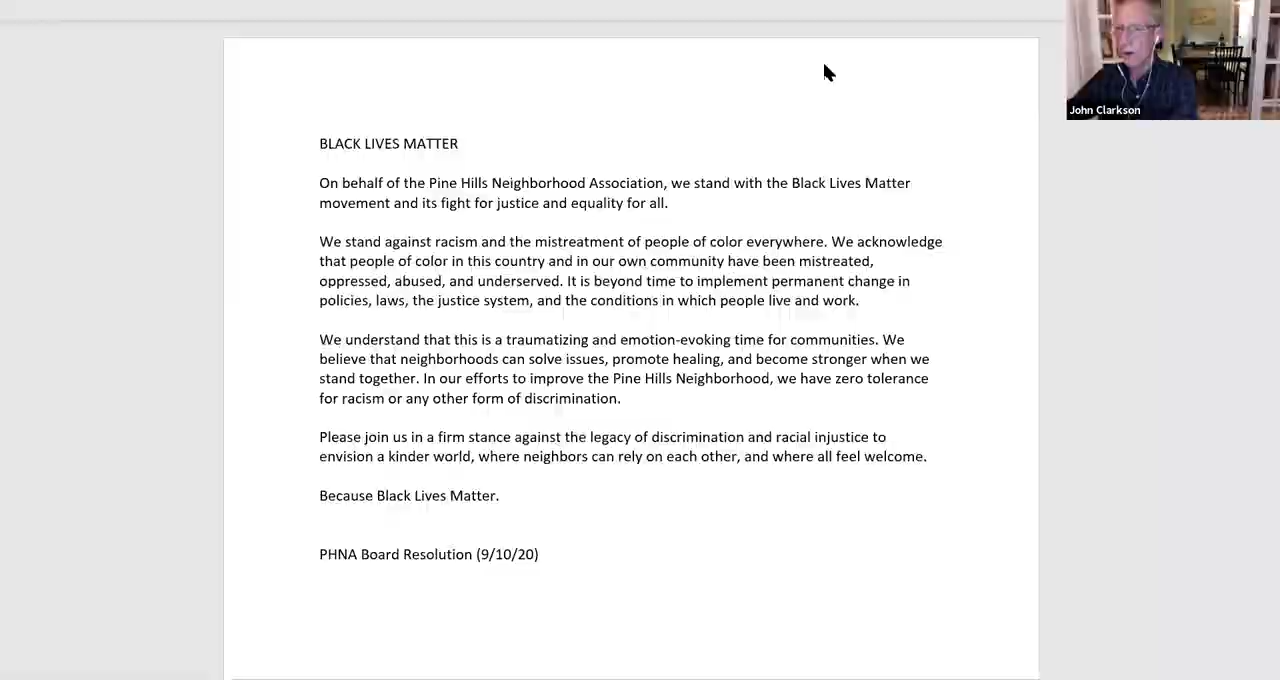 BLACK LIVES MATTER
On behalf of the Pine Hills Neighborhood Association, we stand with the Black Lives Matter
movement and its fight for justice and equality for all.
We stand against racism and the mistreatment of people of color everywhere. We acknowledge
that people of color in this country and in our own community have been mistreated,
oppressed, abused, and underserved. It is beyond time to implement permanent change in
policies, laws, the justice system, and the conditions in which people live and work.
We understand that this is a traumatizing and emotion-evoking time for communities. We
believe that neighborhoods can solve issues, promote healing, and become stronger when we
stand together. In our efforts to improve the Pine Hills Neighborhood, we have zero tolerance
for racism or any other form of discrimination.
Please join us in a firm stance against the legacy of discrimination and racial injustice to
envision a kinder world, where neighbors can rely on each other, and where all feel welcome.
Because Black Lives Matter.
PHNA Board Resolution (9/10/20)
John Clarkson